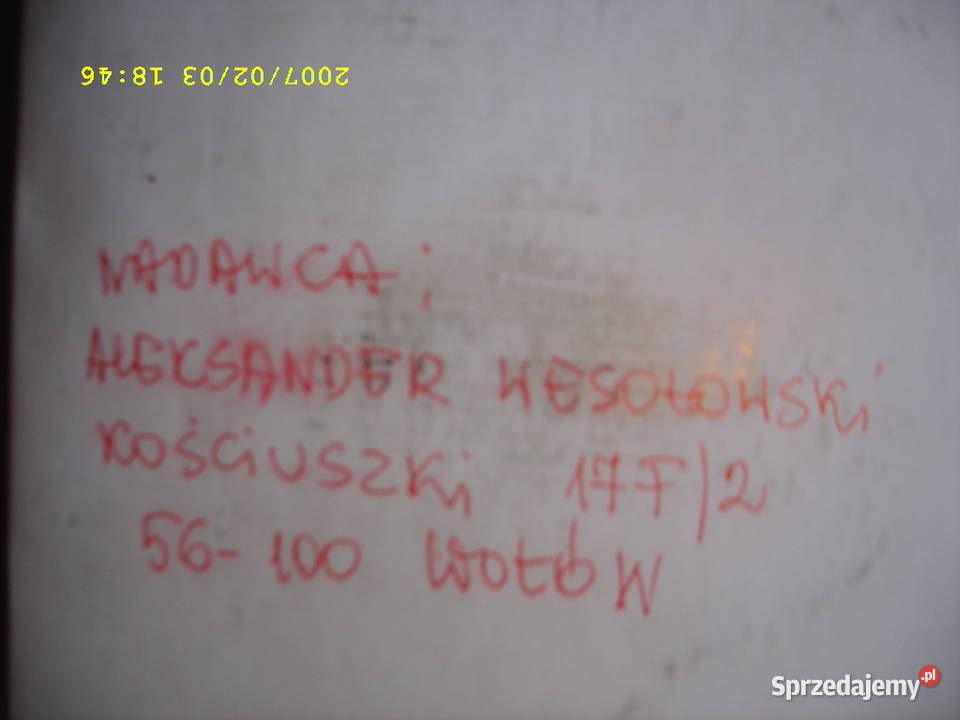 2007/02/03 18:46
NADAWCA:
ALEKSANDER WESOŁOWSKI
KOŚCIUSZKI 17F/2
56-100 WOŁÓW
Sprzedajemy.pl